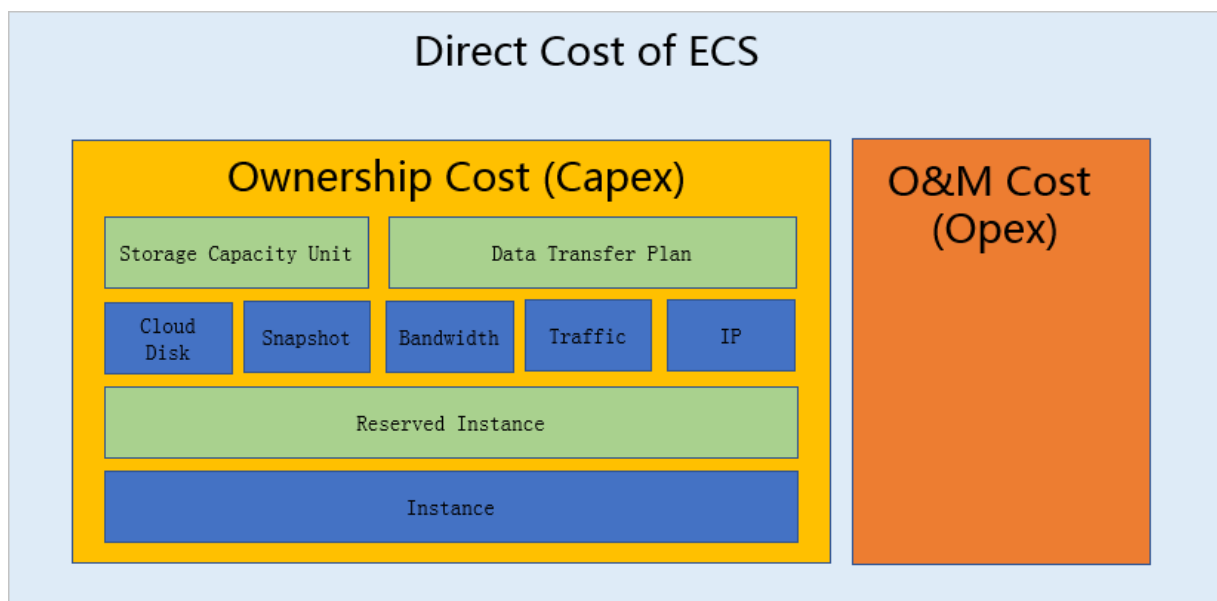 Direct Cost of ECS
Ownership Cost (Capex)
Storage Capacity Unit
Data Transfer Plan
Cloud
Disk
Snapshot
Bandwidth
Traffic
IP
Reserved Instance
Instance
O&M Cost
(Opex)